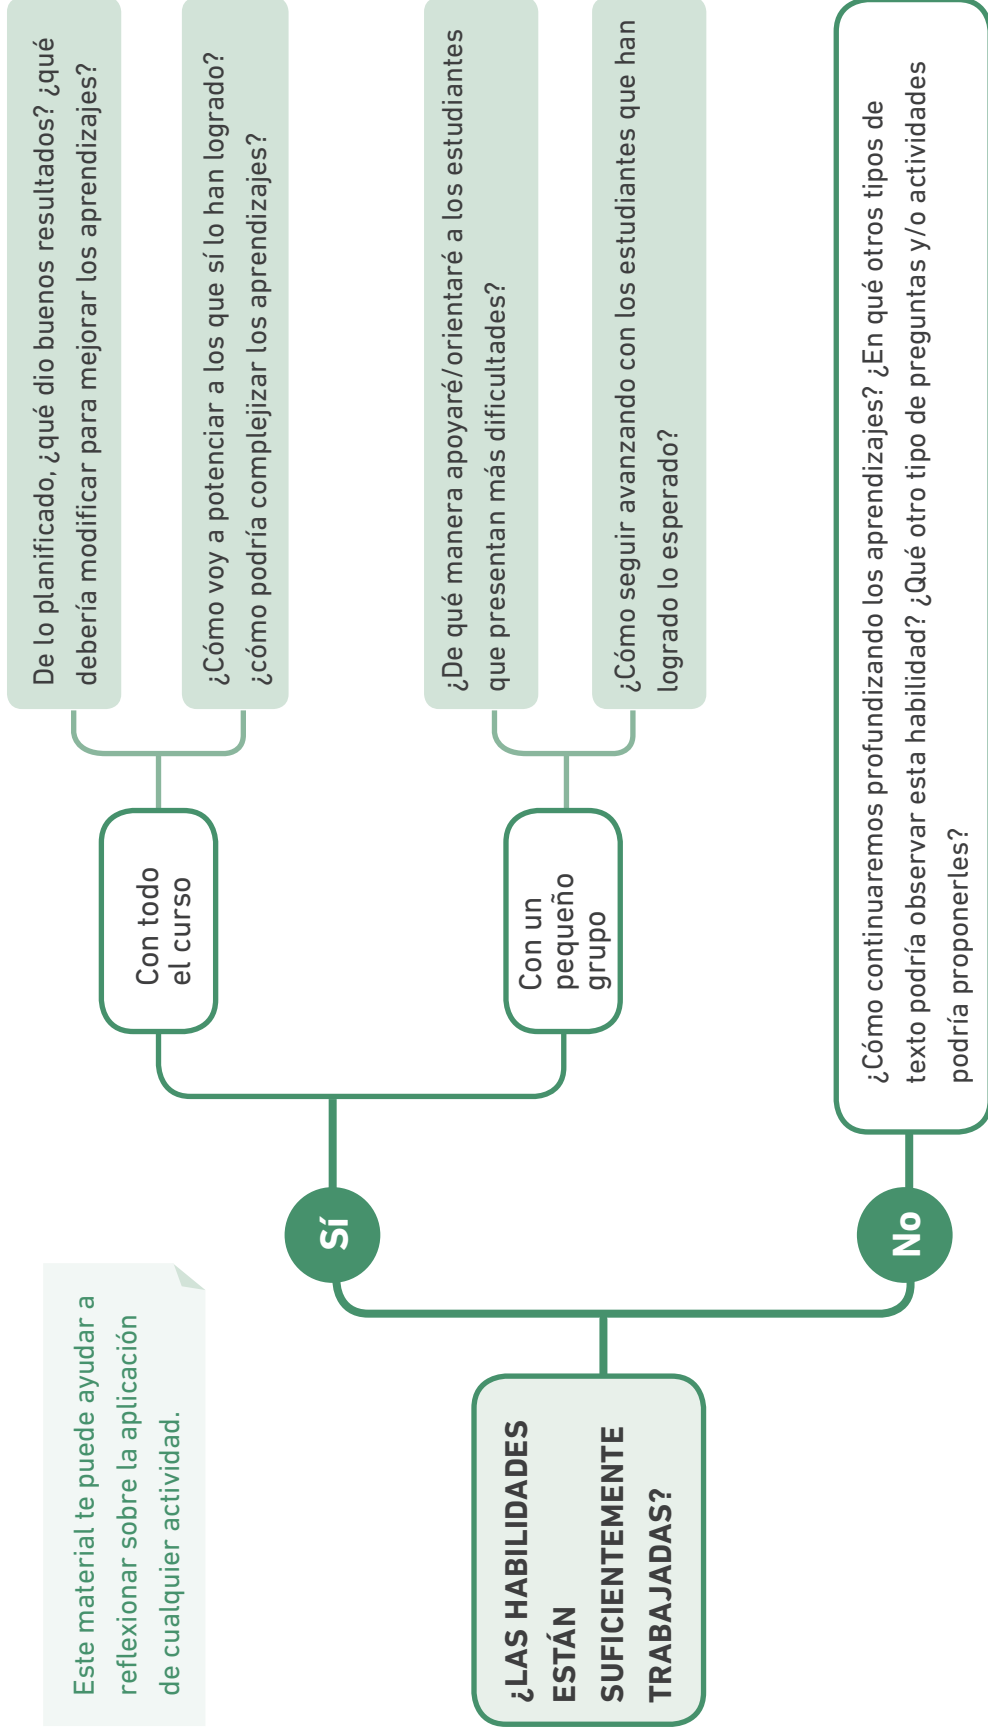 Este material te puede ayudar a
reflexionar sobre la aplicación
de cualquier actividad.
¿LAS HABILIDADES
ESTÁN
SUFICIENTEMENTE
TRABAJADAS?
Sí
Con todo
el curso
De lo planificado, ¿qué dio buenos resultados? ¿qué
debería modificar para mejorar los aprendizajes?
¿Cómo voy a potenciar a los que sí lo han logrado?
¿cómo podría complejizar los aprendizajes?
Con un
pequeño
grupo
¿De qué manera apoyaré/orientaré a los estudiantes
que presentan más dificultades?
¿Cómo seguir avanzando con los estudiantes que han
logrado lo esperado?
No
¿Cómo continuaremos profundizando los aprendizajes? ¿En qué otros tipos de
texto podría observar esta habilidad? ¿Qué otro tipo de preguntas y/o actividades
podría proponerles?